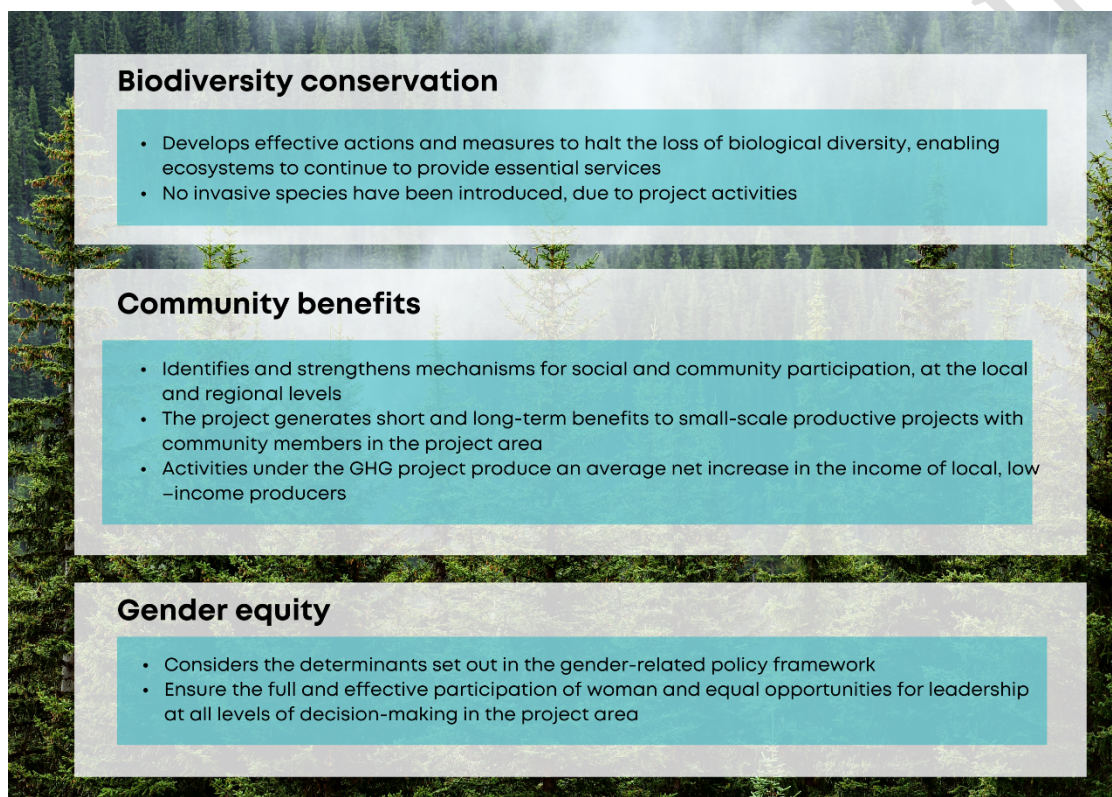 Biodiversity conservation
• Develops effective actions and measures to halt the loss of biological diversity, enabling
ecosystems to continue to provide essential services
• No invasive species have been introduced, due to project activities
Community benefits
• Identifies and strengthens mechanisms for social and community participation, at the local
and regional levels
• The project generates short and long-term benefits to small-scale productive projects with
community members in the project area
• Activities under the GHG project produce an average net increase in the income of local, low
–income producers
Gender equity
• Considers the determinants set out in the gender-related policy framework
• Ensure the full and effective participation of woman and equal opportunities for leadership
at all levels of decision-making in the project area